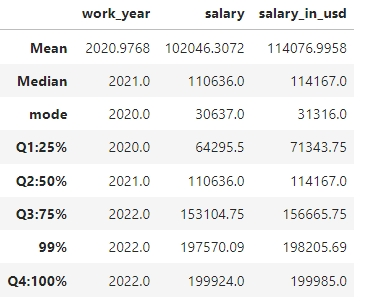 work_year salary salary_in_usd
Mean 2020.9768 102046.3072 114076.9958
Median 2021.0 110636.0 114167.0
mode 2020.0 30637.0 31316.0
Q1:25% 2020.0 64295.5 71343.75
Q2:50% 2021.0 110636.0 114167.0
Q3:75% 2022.0 153104.75 156665.75
99% 2022.0 197570.09 198205.69
Q4:100% 2022.0 199924.0 199985.0